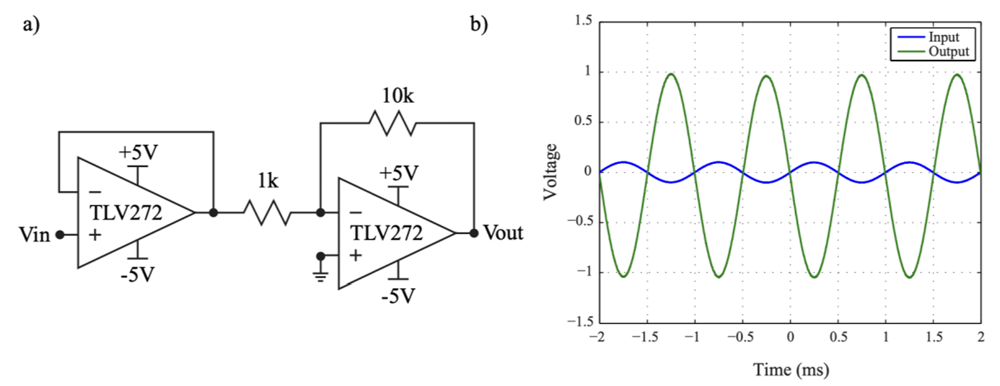 a)
+5V
−
TLV272
Vin
+
-5V
1k
10k
+5V
−
TLV272
Vout
+
-5V
b)
1.5
1
0.5
0
−0.5
−1
−1.5
Voltage
Input
Output
−2 −1.5 −1 −0.5 0 0.5 1 1.5 2
Time (ms)